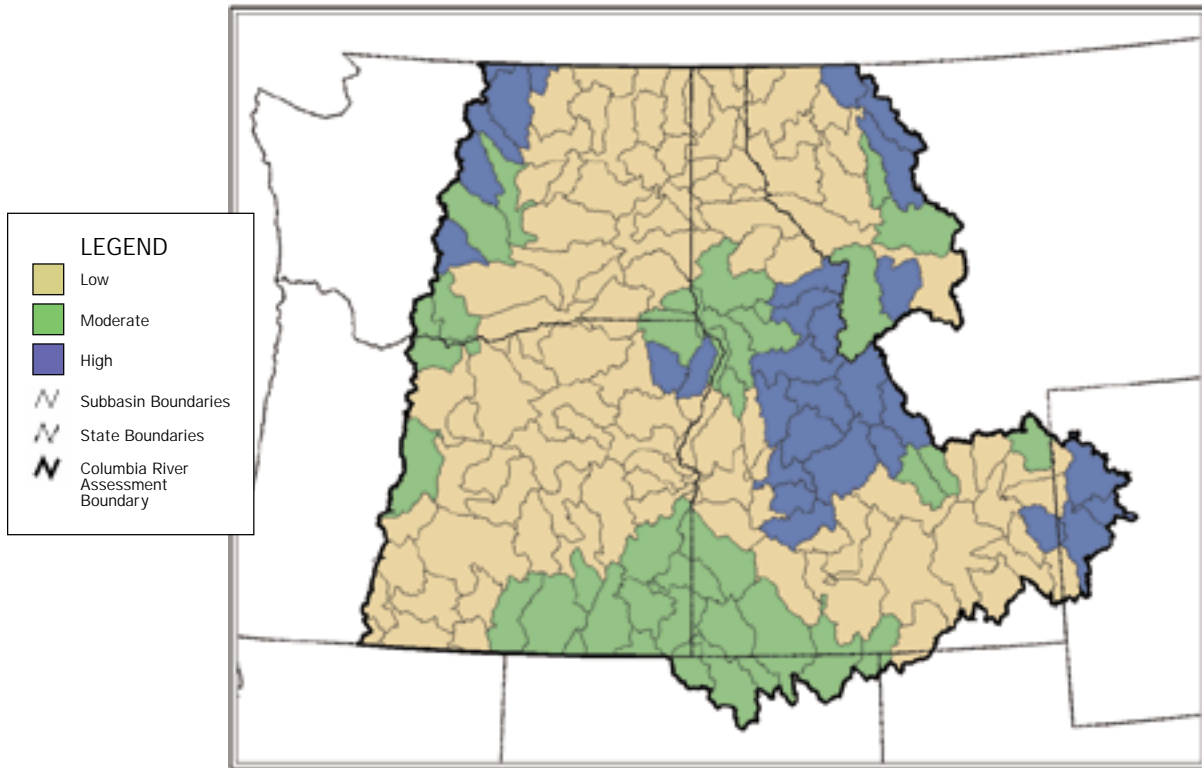 LEGEND
Low
Moderate
High
Subbasin Boundaries
State Boundaries
Columbia River
Assessment
Boundary